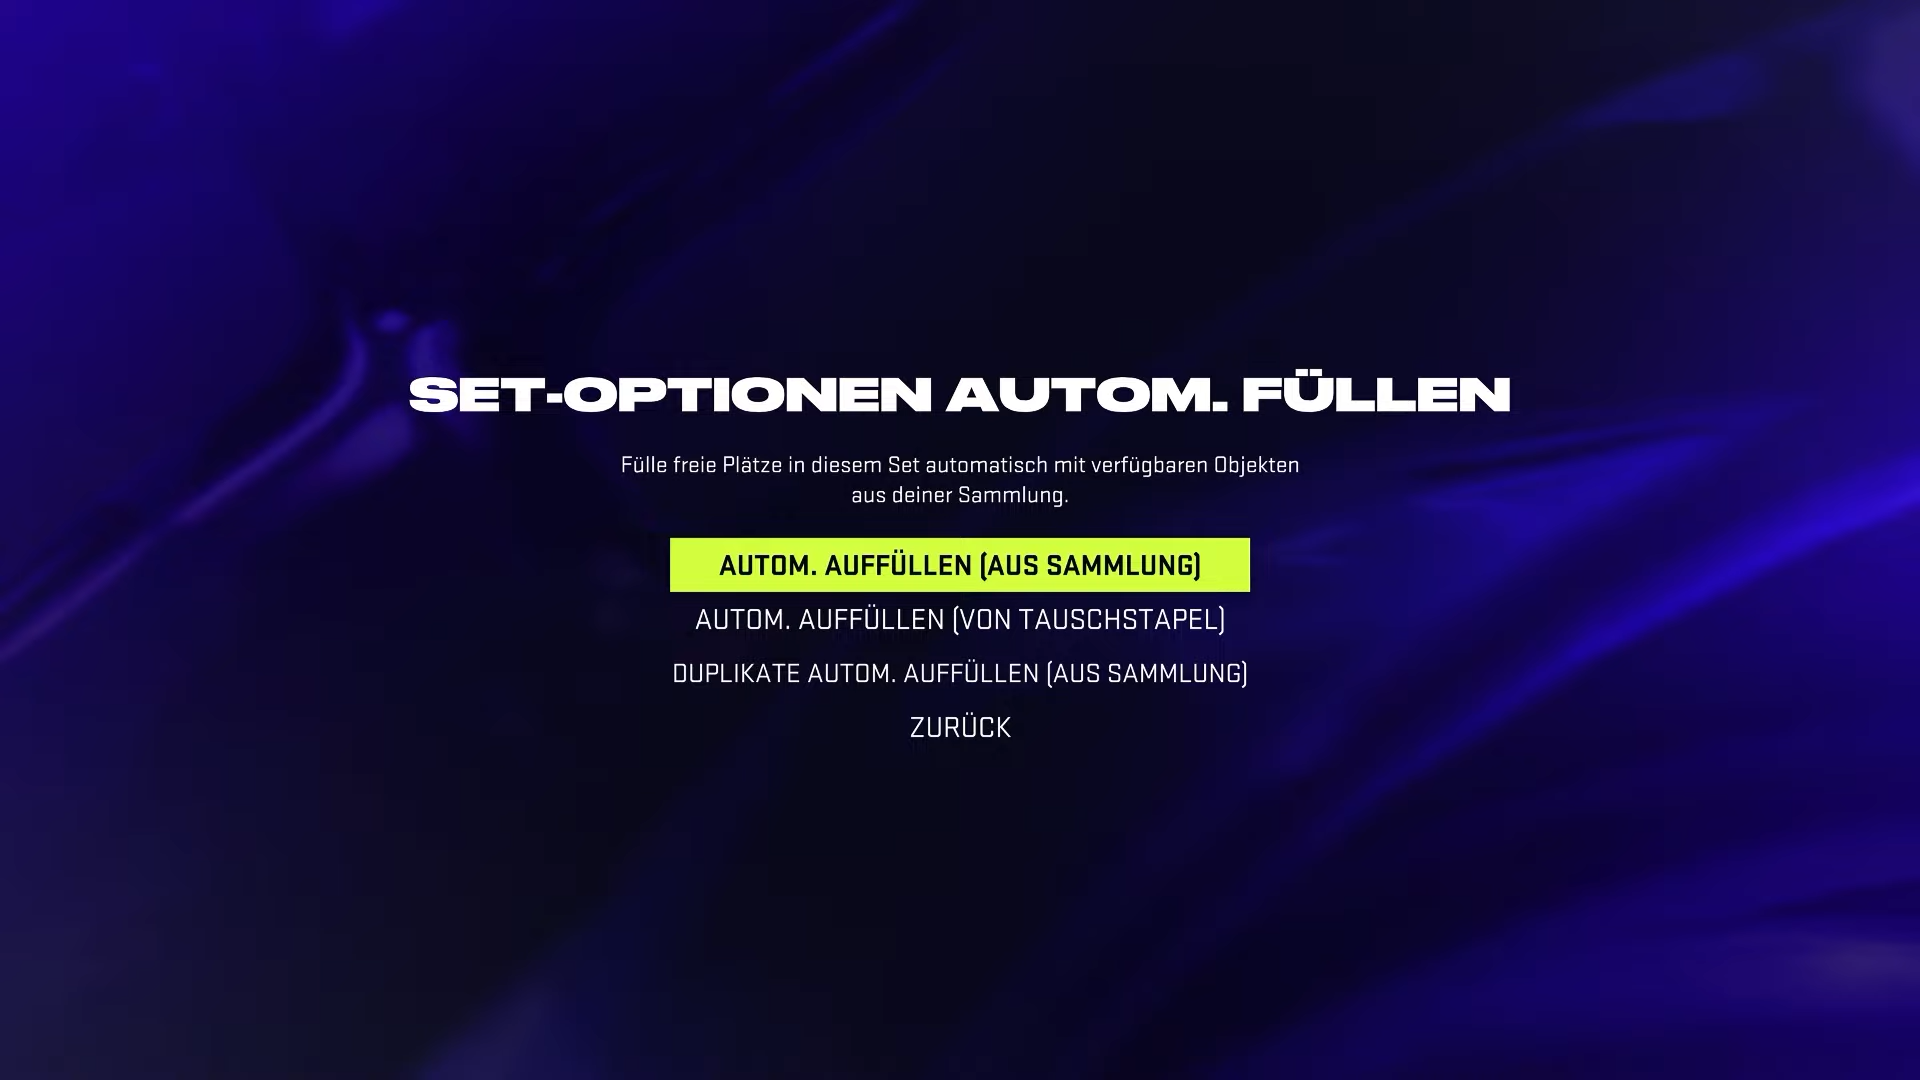 SET-OPTIONEN AUTOM. FÜLLEN
Fülle freie Plätze in diesem Set automatisch mit verfügbaren Objekten
aus deiner Sammlung.
AUTOM. AUFFÜLLEN (AUS SAMMLUNG)
AUTOM. AUFFÜLLEN (VON TAUSCHSTAPEL)
DUPLIKATE AUTOM. AUFFÜLLEN (AUS SAMMLUNG)
ZURÜCK